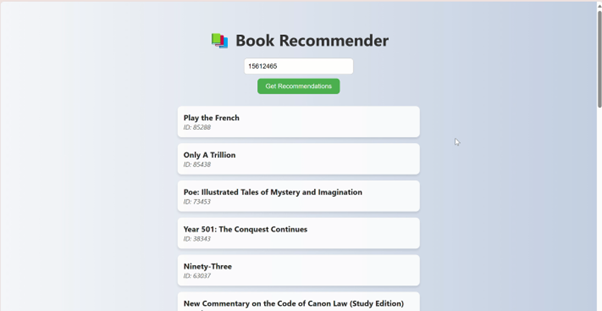 Book Recommender
15612465
Get Recommendations
Play the French
ID: 85288
Only A Trillion
ID: 85438
Poe: Illustrated Tales of Mystery and Imagination
ID: 73453
Year 501: The Conquest Continues
ID: 38343
Ninety-Three
ID: 63037
New Commentary on the Code of Canon Law (Study Edition)